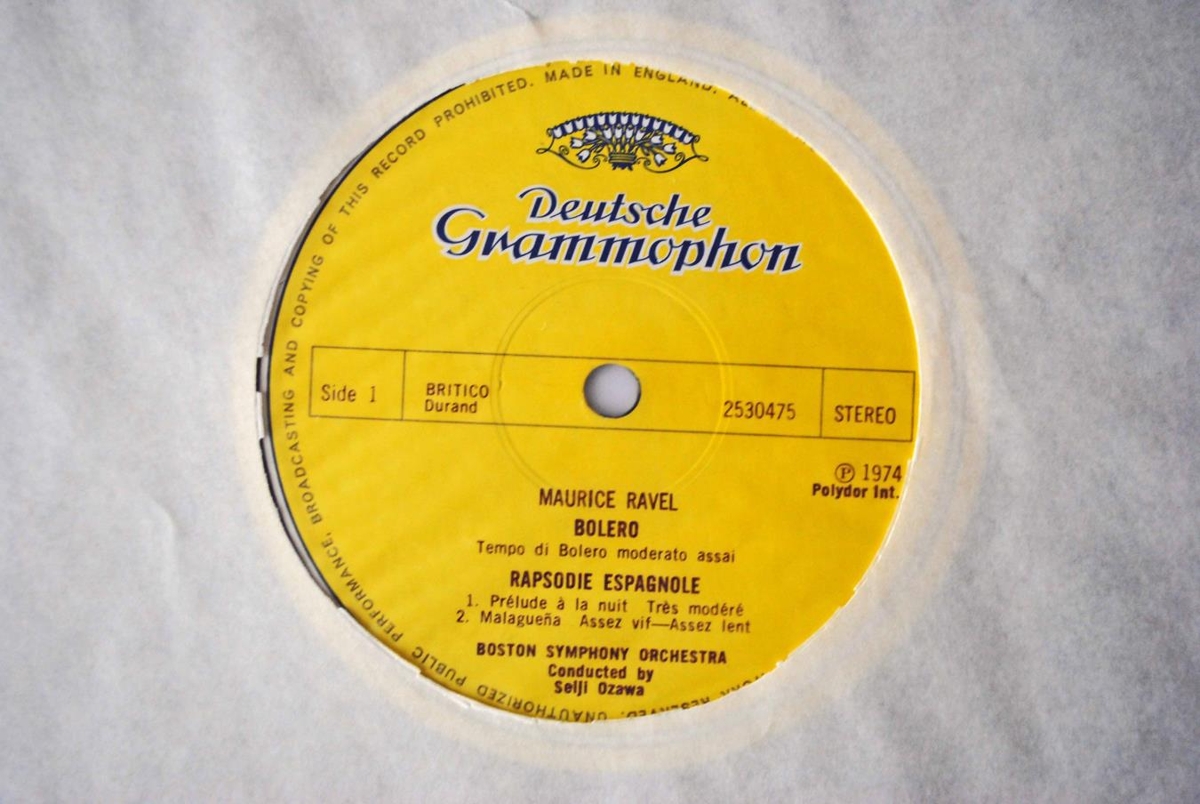 PERFORMANCE, BROADCASTING AND COPYING OF THIS RECORD PROHIBITED. MADE IN ENGLAND.
Deutsche
Grammophon
Side 1
BRITICO
Durand
2530475
STEREO
Ⓟ 1974
Polydor Int.
MAURICE RAVEL
BOLERO
Tempo di Bolero moderato assai
RAPSODIE ESPAGNOLE
1. Prélude à la nuit Très modéré
2. Malagueña Assez vif—Assez lent
BOSTON SYMPHONY ORCHESTRA
Conducted by
Seiji Ozawa
RESERVED. UNAUTHORIZED PUBLIC